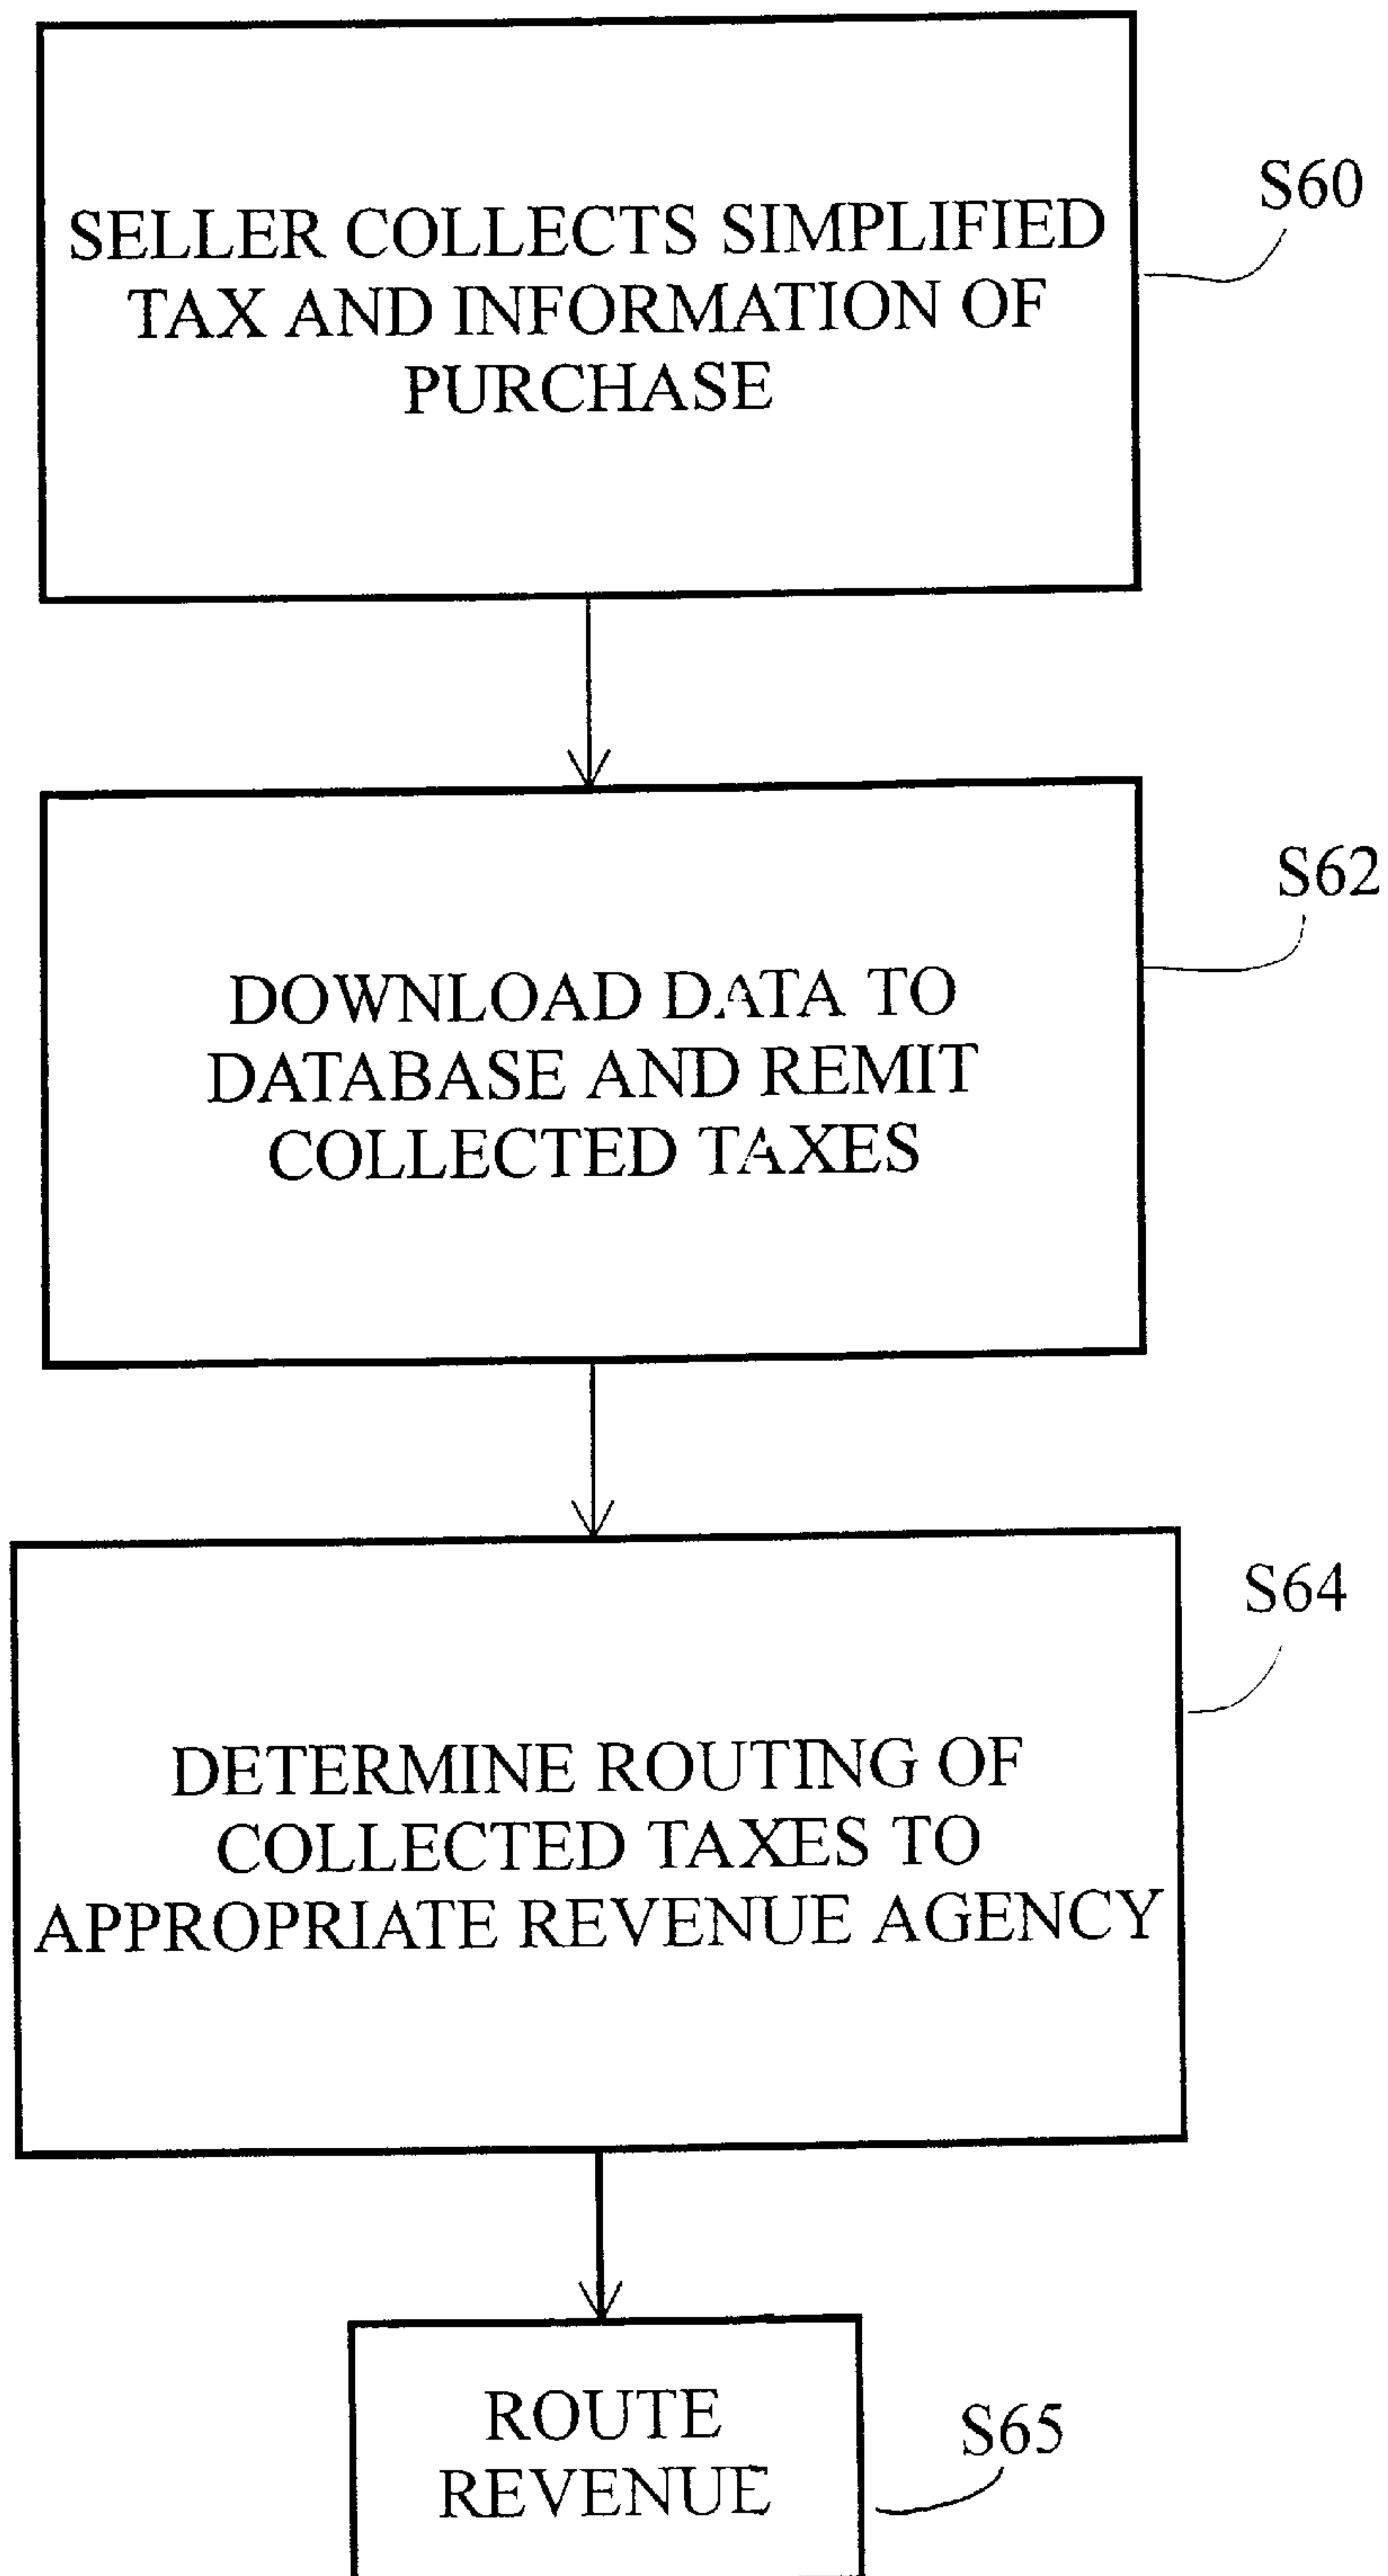 SELLER COLLECTS SIMPLIFIED
TAX AND INFORMATION OF
PURCHASE
S60
DOWNLOAD DATA TO
DATABASE AND REMIT
COLLECTED TAXES
S62
DETERMINE ROUTING OF
COLLECTED TAXES TO
APPROPRIATE REVENUE AGENCY
S64
ROUTE
REVENUE
S65